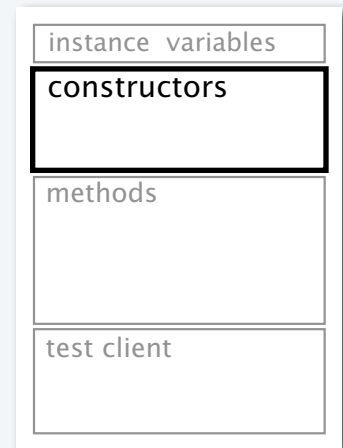 instance variables
constructors
methods
test client